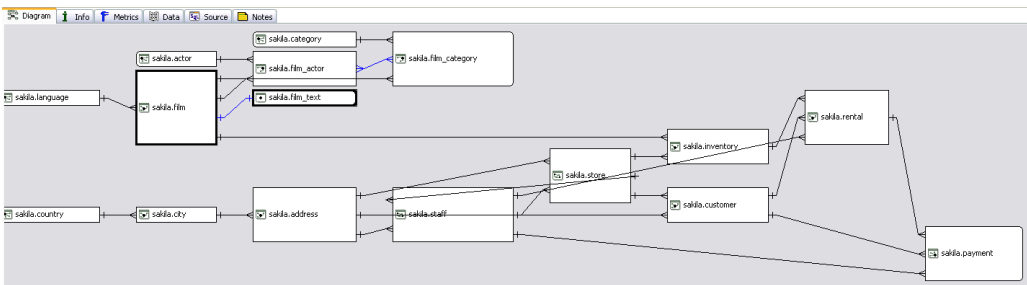 Diagram Info Metrics Data Source Notes
sakila.category
sakila.actor
sakila.film_actor
sakila.film_category
sakila.language
sakila.film
sakila.film_text
sakila.rental
sakila.inventory
sakila.store
sakila.country
sakila.city
sakila.address
sakila.staff
sakila.customer
sakila.payment